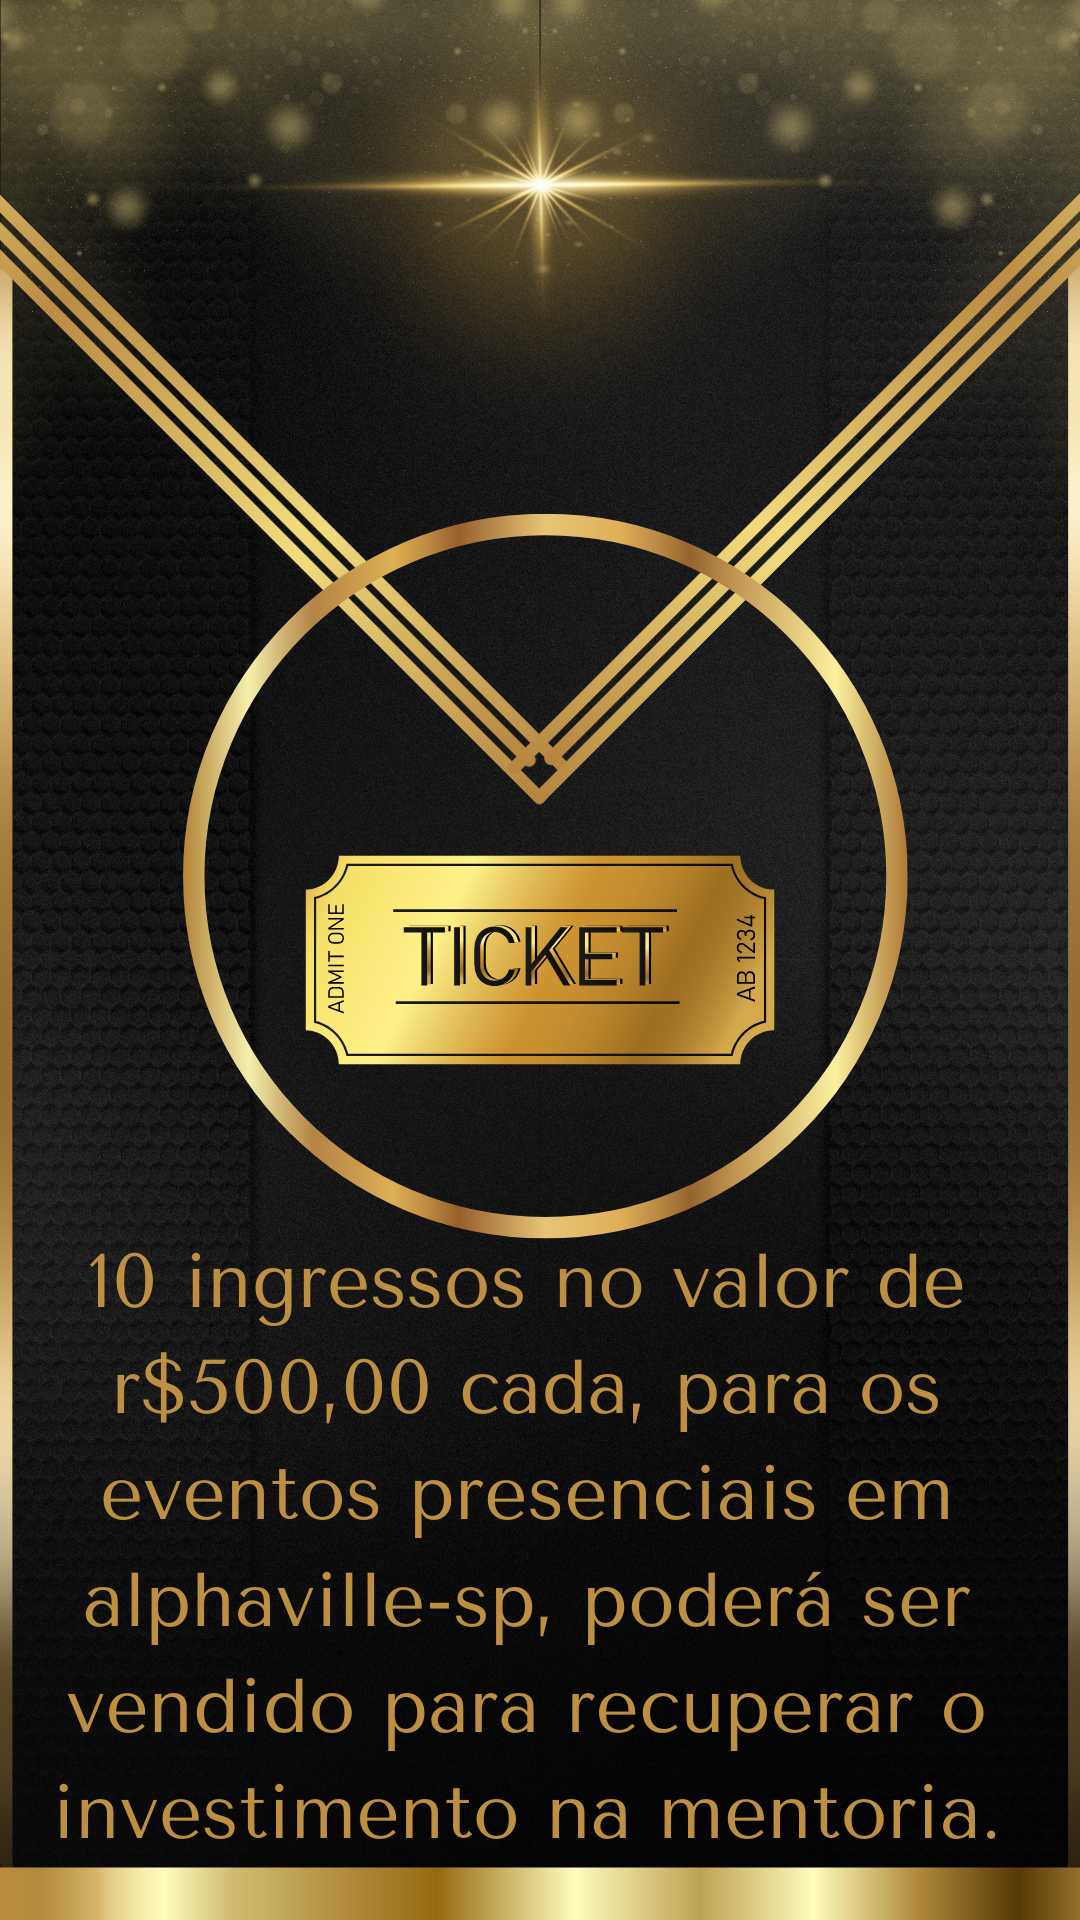 ADMIT ONE
TICKET
AB 1234
10 ingressos no valor de
r$500,00 cada, para os
eventos presenciais em
alphaville-sp, poderá ser
vendido para recuperar o
investimento na mentoria.